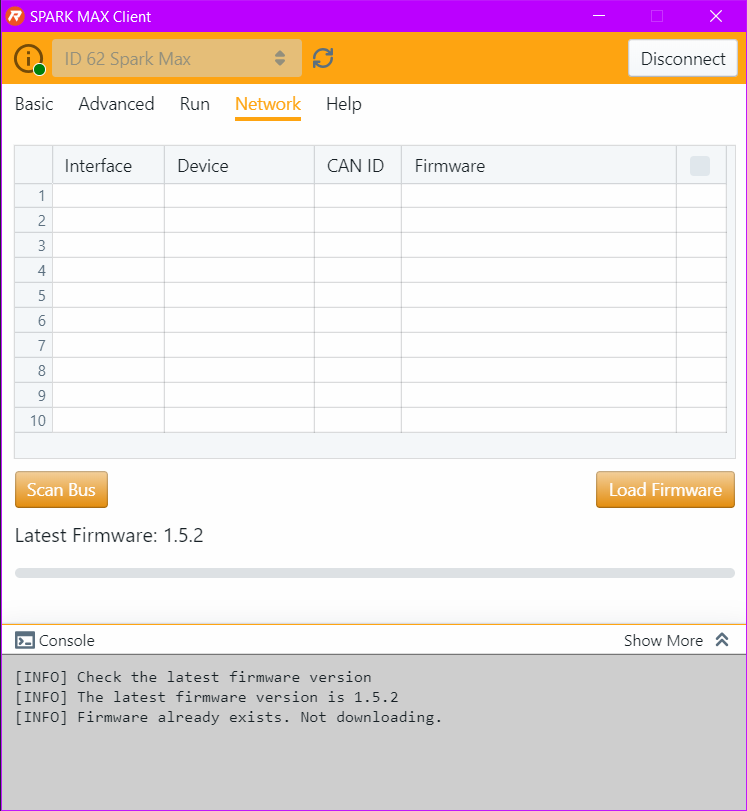 SPARK MAX Client
ID 62 Spark Max
Disconnect
Basic Advanced Run Network Help
Interface Device CAN ID Firmware
1
2
3
4
5
6
7
8
9
10
Scan Bus Load Firmware
Latest Firmware: 1.5.2
Console Show More
[INFO] Check the latest firmware version
[INFO] The latest firmware version is 1.5.2
[INFO] Firmware already exists. Not downloading.